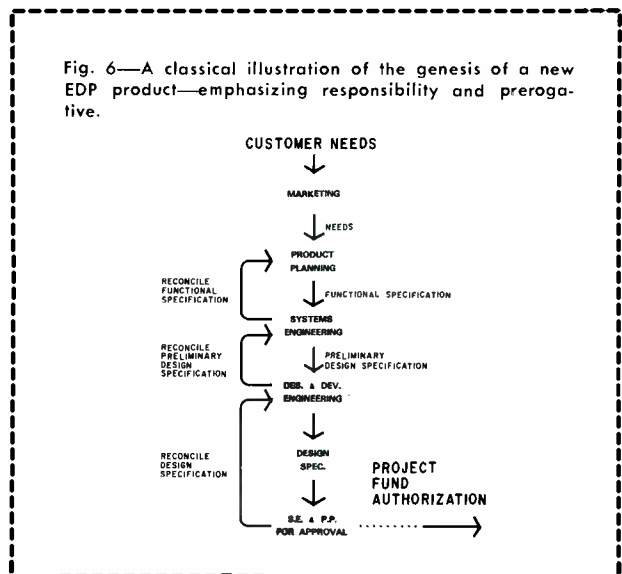 Fig. 6—A classical illustration of the genesis of a new
EDP product—emphasizing responsibility and preroga-
tive.
CUSTOMER NEEDS
MARKETING
NEEDS
PRODUCT
PLANNING
RECONCILE
FUNCTIONAL
SPECIFICATION
FUNCTIONAL SPECIFICATION
SYSTEMS
ENGINEERING
RECONCILE
PRELIMINARY
DESIGN
SPECIFICATION
PRELIMINARY
DESIGN SPECIFICATION
DES. & DEV.
ENGINEERING
RECONCILE
DESIGN
SPECIFICATION
DESIGN
SPEC.
PROJECT
FUND
AUTHORIZATION
S.E. & P.P.
FOR APPROVAL